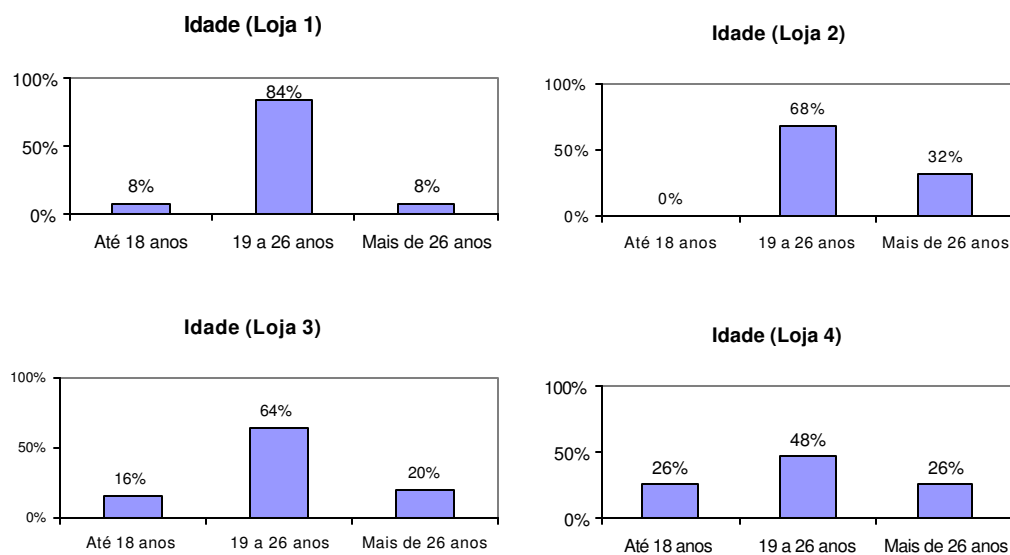 Idade (Loja 1)
100%
50%
0%
8%
84%
8%
Até 18 anos
19 a 26 anos
Mais de 26 anos
Idade (Loja 2)
100%
50%
0%
0%
68%
32%
Até 18 anos
19 a 26 anos
Mais de 26 anos
Idade (Loja 3)
100%
50%
0%
16%
64%
20%
Até 18 anos
19 a 26 anos
Mais de 26 anos
Idade (Loja 4)
100%
50%
0%
26%
48%
26%
Até 18 anos
19 a 26 anos
Mais de 26 anos